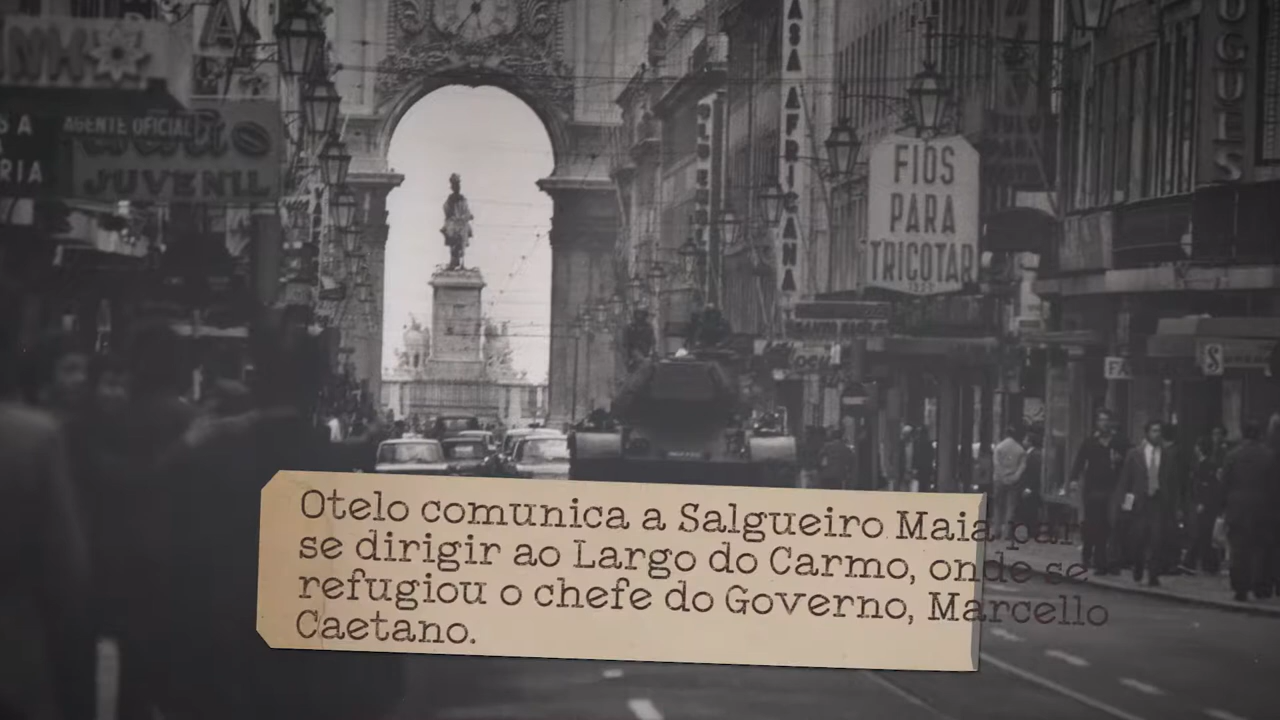 AGENTE OFICIAL
JUVENIL
RIA
CASA AFRICANA
FIOS
PARA
TRICOTAR
Otelo comunica a Salgueiro Maia par
se dirigir ao Largo do Carmo, onde se
refugiou o chefe do Governo, Marcello
Caetano.